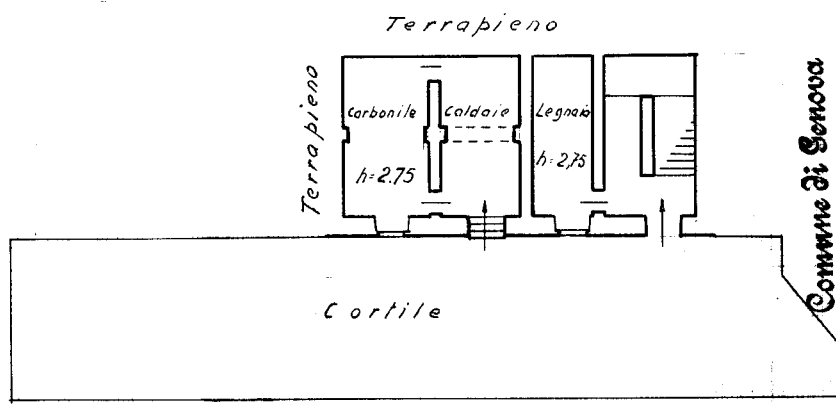 Terrapieno
Terrapieno
Carbonile
Caldaie
Legnaia
h=2.75
h=2,75
Cortile
Comune di Genova